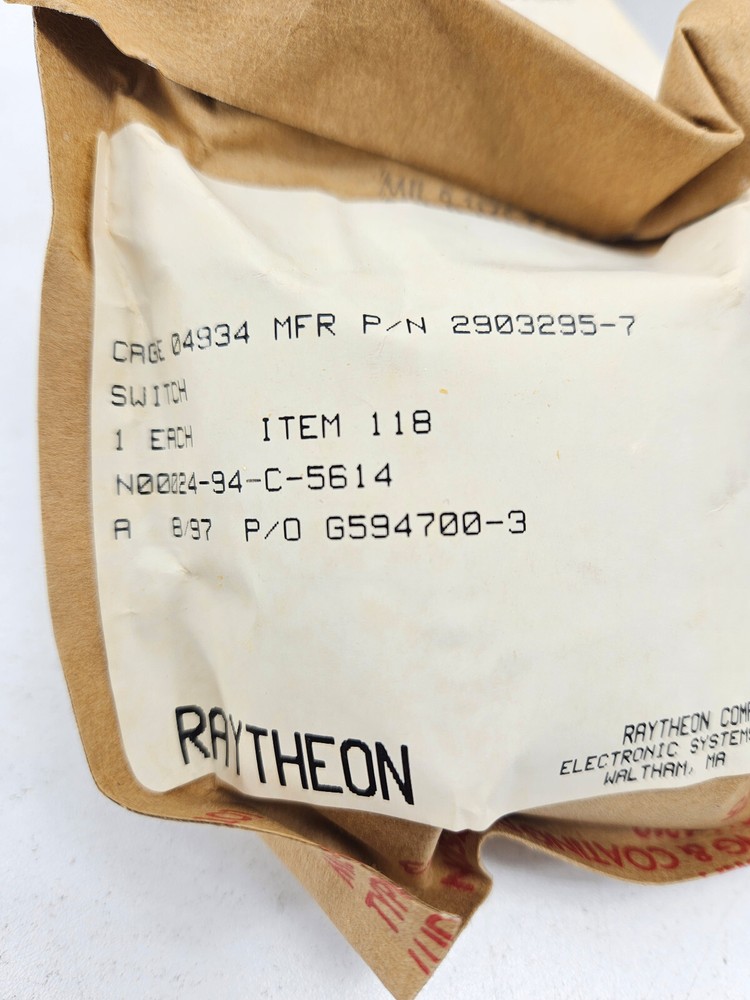 CAGE 04934 MFR P/N 2903295-7
SWITCH
1 EACH ITEM 118
N00024-94-C-5614
A 8/97 P/O G594700-3
RAYTHEON
RAYTHEON COMP
ELECTRONIC SYSTEMS
WALTHAM, MA
& COATING